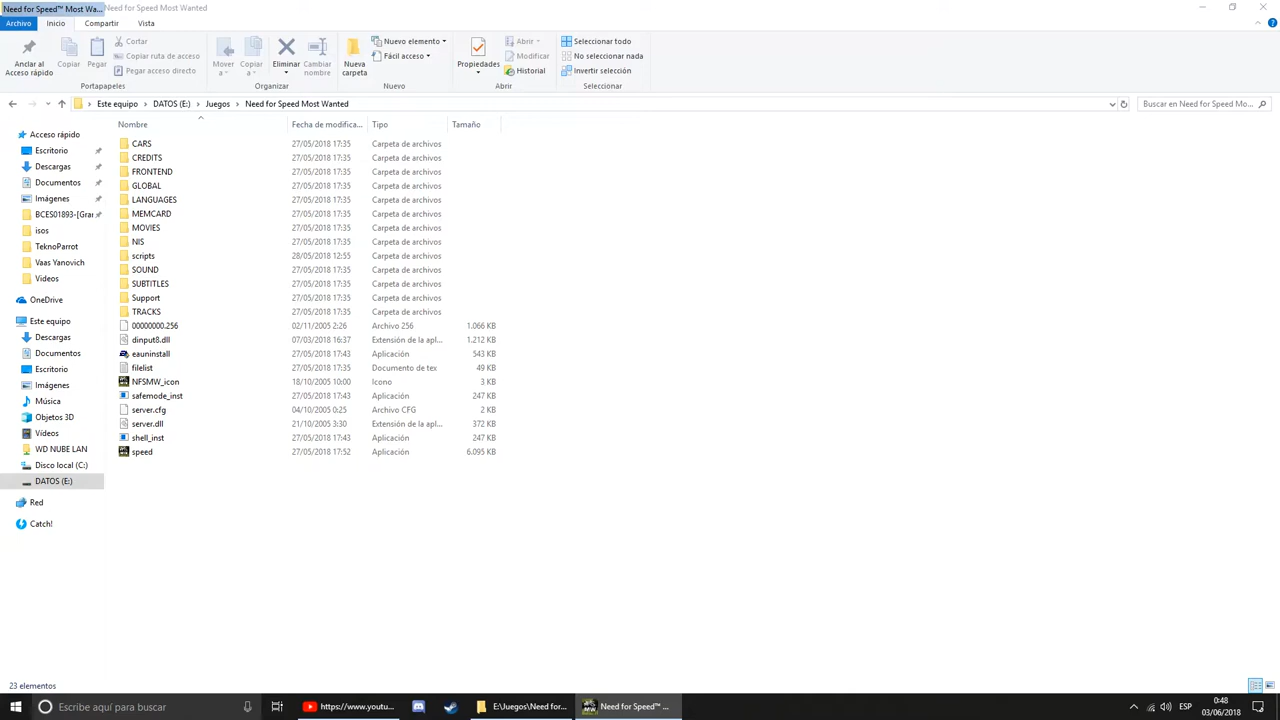 Need for Speed™ Most Wa...
Need for Speed Most Wanted
Archivo Inicio Compartir Vista
Anclar al Acceso rápido
Copiar
Pegar
Cortar
Copiar ruta de acceso
Pegar acceso directo
Portapapeles
Mover a
Copiar a
Eliminar
Cambiar nombre
Organizar
Nueva carpeta
Nuevo elemento
Fácil acceso
Nuevo
Propiedades
Abrir
Modificar
Historial
Abrir
Seleccionar todo
No seleccionar nada
Invertir selección
Seleccionar
Este equipo > DATOS (E:) > Juegos > Need for Speed Most Wanted
Buscar en Need for Speed Mo...
Nombre Fecha de modifica... Tipo Tamaño
Acceso rápido
Escritorio
Descargas
Documentos
Imágenes
BCES01893-[Gra
isos
TeknoParrot
Vaas Yanovich
Videos
OneDrive
Este equipo
Descargas
Documentos
Escritorio
Imágenes
Música
Objetos 3D
Vídeos
WD NUBE LAN
Disco local (C:)
DATOS (E:)
Red
Catch!
CARS 27/05/2018 17:35 Carpeta de archivos
CREDITS 27/05/2018 17:35 Carpeta de archivos
FRONTEND 27/05/2018 17:35 Carpeta de archivos
GLOBAL 27/05/2018 17:35 Carpeta de archivos
LANGUAGES 27/05/2018 17:35 Carpeta de archivos
MEMCARD 27/05/2018 17:35 Carpeta de archivos
MOVIES 27/05/2018 17:35 Carpeta de archivos
NIS 27/05/2018 17:35 Carpeta de archivos
scripts 28/05/2018 12:55 Carpeta de archivos
SOUND 27/05/2018 17:35 Carpeta de archivos
SUBTITLES 27/05/2018 17:35 Carpeta de archivos
Support 27/05/2018 17:35 Carpeta de archivos
TRACKS 27/05/2018 17:35 Carpeta de archivos
00000000.256 02/11/2005 2:26 Archivo 256 1.066 KB
dinput8.dll 07/03/2018 16:37 Extensión de la apl... 1.212 KB
eauninstall 27/05/2018 17:43 Aplicación 543 KB
filelist 27/05/2018 17:35 Documento de tex 49 KB
NFSMW_icon 18/10/2005 10:00 Icono 3 KB
safemode_inst 27/05/2018 17:43 Aplicación 247 KB
server.cfg 04/10/2005 0:25 Archivo CFG 2 KB
server.dll 21/10/2005 3:30 Extensión de la apl... 372 KB
shell_inst 27/05/2018 17:43 Aplicación 247 KB
speed 27/05/2018 17:52 Aplicación 6.095 KB
23 elementos
Escribe aquí para buscar
https://www.youtu...
E:\Juegos\Need for...
Need for Speed™ ...
ESP
0:48
03/06/2018